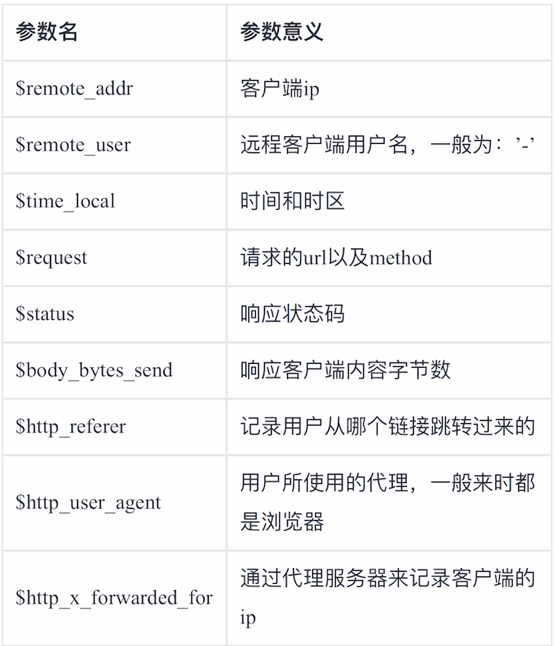 参数名 参数意义
$remote_addr 客户端ip
$remote_user 远程客户端用户名，一般为：’-’
$time_local 时间和时区
$request 请求的url以及method
$status 响应状态码
$body_bytes_send 响应客户端内容字节数
$http_referer 记录用户从哪个链接跳转过来的
$http_user_agent 用户所使用的代理，一般来时都
是浏览器
$http_x_forwarded_for 通过代理服务器来记录客户端的
ip